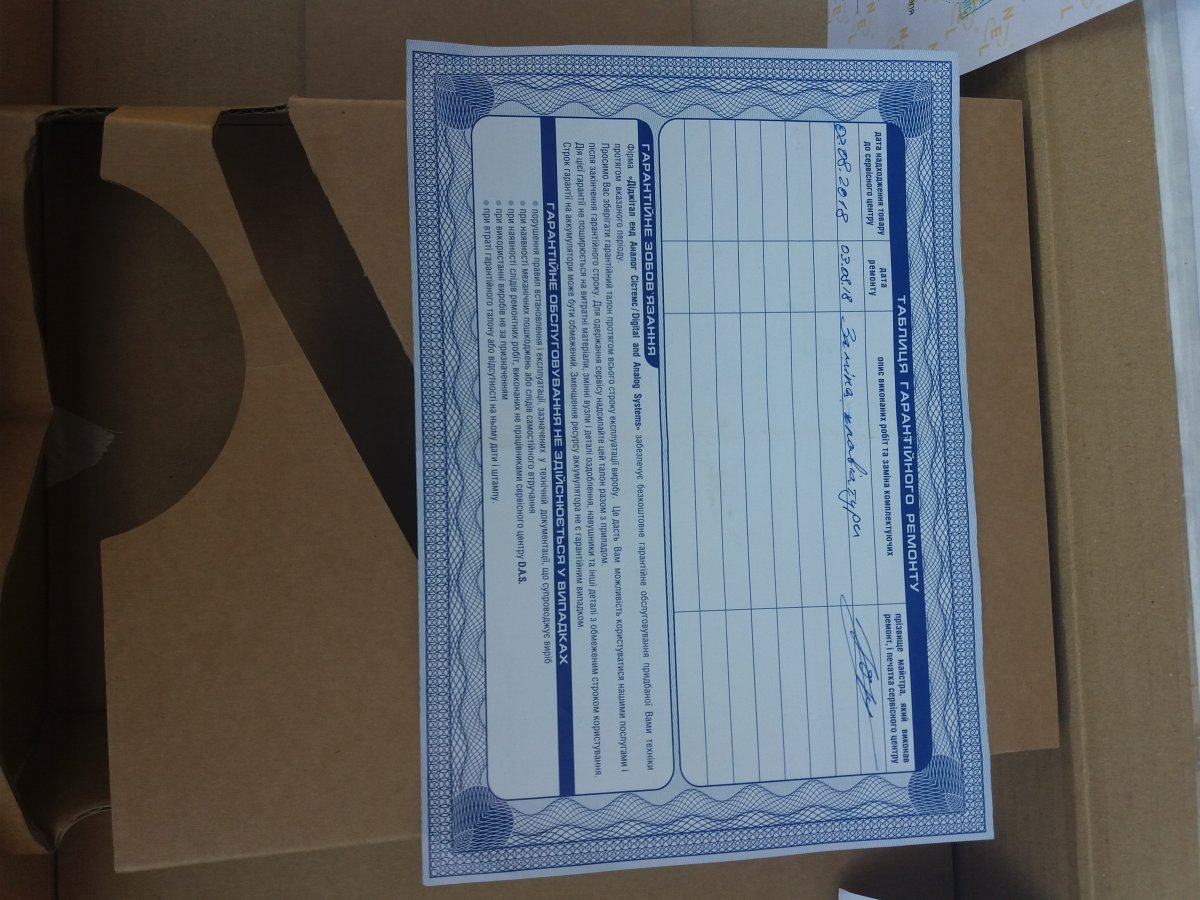 ТАБЛИЦЯ ГАРАНТІЙНОГО РЕМОНТУ
дата надходження товару
до сервісного центру
дата
ремонту
опис виконаних робіт та заміна комплектуючих
прізвище майстра, який виконав
ремонт, і печатка сервісного центру
02.08.2018 03.08.18 Заміна клавіатури
ГАРАНТІЙНЕ ЗОБОВ'ЯЗАННЯ
Фірма «Діджітал енд Аналог Сістемс / Digital and Analog Systems» забезпечує безкоштовне гарантійне обслуговування придбаної Вами техніки
протягом вказаного періоду.
Просимо Вас зберігати гарантійний талон протягом всього строку експлуатації виробу. Це дасть Вам можливість користуватися нашими послугами і
після закінчення гарантійного строку. Для одержання сервісу надсилайте цей талон разом з приладом.
Дія цієї гарантії не поширюється на витратні матеріали, змінні вузли і деталі оздоблення, навушники та інші деталі з обмеженим строком користування.
Строк гарантії на аккумулятори може бути обмежений. Зменшення ресурсу аккумулятора не є гарантійним випадком.
ГАРАНТІЙНЕ ОБСЛУГОВУВАННЯ НЕ ЗДІЙСНЮЄТЬСЯ У ВИПАДКАХ
порушення правил встановлення і експлуатації, зазначених у технічній документації, що супроводжує виріб
при наявності механічних пошкоджень або слідів самостійного втручання
при наявності слідів ремонтних робіт, виконаних не працівниками сервісного центру D.A.S.
при використанні виробів не за призначенням
при втраті гарантійного талону або відсутності на ньому дати і штампу.
NEL